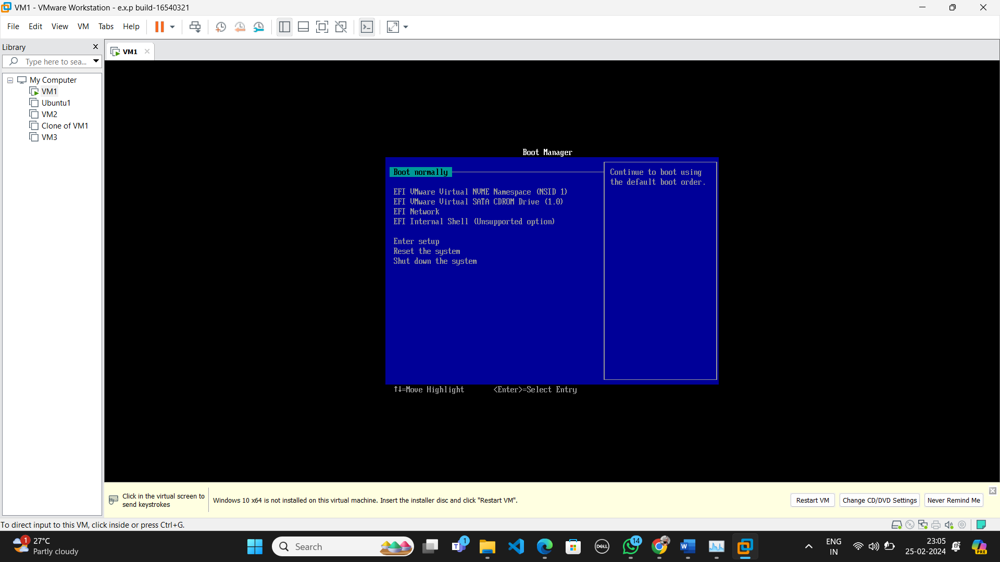 VM1 - VMware Workstation - e.x.p build-16540321
File Edit View VM Tabs Help
Library
Type here to sea...
VM1
My Computer
VM1
Ubuntu1
VM2
Clone of VM1
VM3
Boot Manager
Boot normally
EFI VMware Virtual NVME Namespace (NSID 1)
EFI VMware Virtual SATA CDROM Drive (1.0)
EFI Network
EFI Internal Shell (Unsupported option)
Enter setup
Reset the system
Shut down the system
Continue to boot using
the default boot order.
↑↓=Move Highlight <Enter>=Select Entry
Click in the virtual screen to
send keystrokes
Windows 10 x64 is not installed on this virtual machine. Insert the installer disc and click "Restart VM".
Restart VM
Change CD/DVD Settings
Never Remind Me
To direct input to this VM, click inside or press Ctrl+G.
1
27°C
Partly cloudy
Search
1
DELL
14
ENG
IN
23:05
25-02-2024
PRE